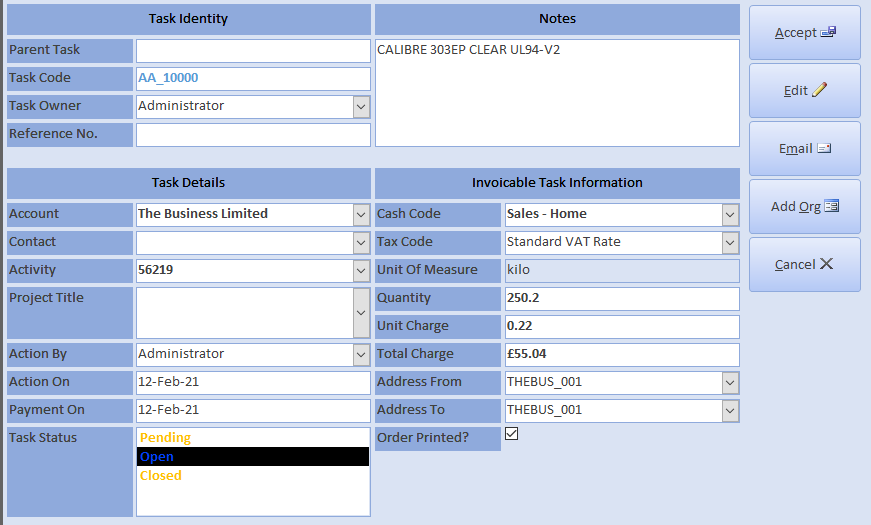 Task Identity
Parent Task
Task Code AA_10000
Task Owner Administrator
Reference No.
Notes
CALIBRE 303EP CLEAR UL94-V2
Task Details
Account The Business Limited
Contact
Activity 56219
Project Title
Action By Administrator
Action On 12-Feb-21
Payment On 12-Feb-21
Task Status Pending
Open
Closed
Invoicable Task Information
Cash Code Sales - Home
Tax Code Standard VAT Rate
Unit Of Measure kilo
Quantity 250.2
Unit Charge 0.22
Total Charge £55.04
Address From THEBUS_001
Address To THEBUS_001
Order Printed?
Accept
Edit
Email
Add Org
Cancel